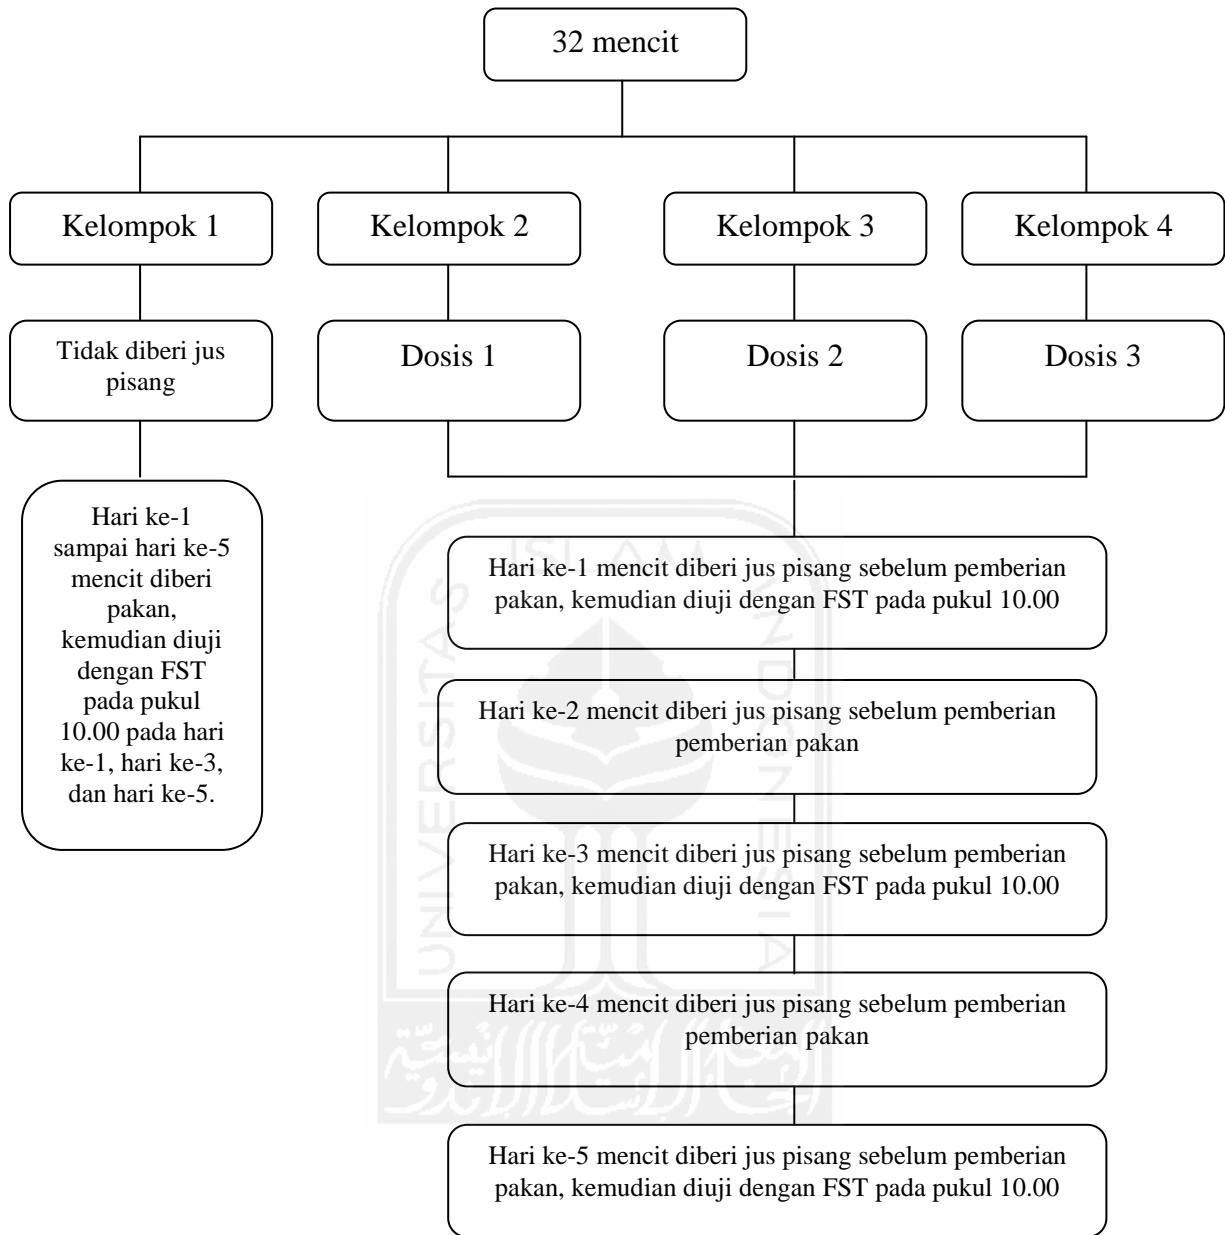 32 mencit
Kelompok 1
Kelompok 2
Kelompok 3
Kelompok 4
Tidak diberi jus
pisang
Dosis 1
Dosis 2
Dosis 3
Hari ke-1
sampai hari ke-5
mencit diberi
pakan,
kemudian diuji
dengan FST
pada pukul
10.00 pada hari
ke-1, hari ke-3,
dan hari ke-5.
Hari ke-1 mencit diberi jus pisang sebelum pemberian
pakan, kemudian diuji dengan FST pada pukul 10.00
Hari ke-2 mencit diberi jus pisang sebelum pemberian
pemberian pakan
Hari ke-3 mencit diberi jus pisang sebelum pemberian
pakan, kemudian diuji dengan FST pada pukul 10.00
Hari ke-4 mencit diberi jus pisang sebelum pemberian
pemberian pakan
Hari ke-5 mencit diberi jus pisang sebelum pemberian
pakan, kemudian diuji dengan FST pada pukul 10.00
UNIVERSITAS
ISLAM
INDONESIA